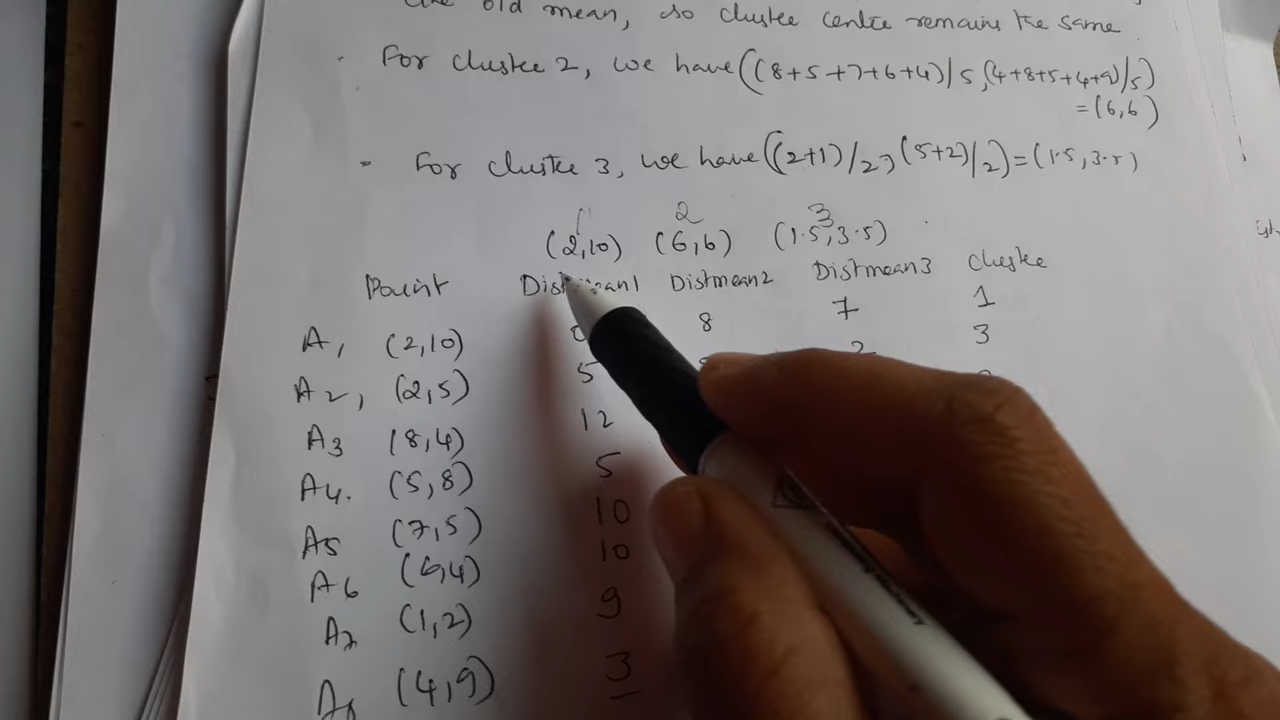 old mean, so cluster centre remains the same
- For cluster 2, we have ((8+5+7+6+4)/5, (4+8+5+4+9)/5)
= (6,6)
- For cluster 3, we have ((2+1)/2, (5+2)/2) = (1.5, 3.5)
1 2 3
(2,10) (6,6) (1.5, 3.5)
Point Distmean1 Distmean2 Distmean3 cluster
A1 (2,10) 0 8 7 1
A2, (2,5) 5 2 3
A3 (8,4) 12
A4. (5,8) 5
A5 (7,5) 10
A6 (6,4) 10
A7 (1,2) 9
A8 (4,9) 3